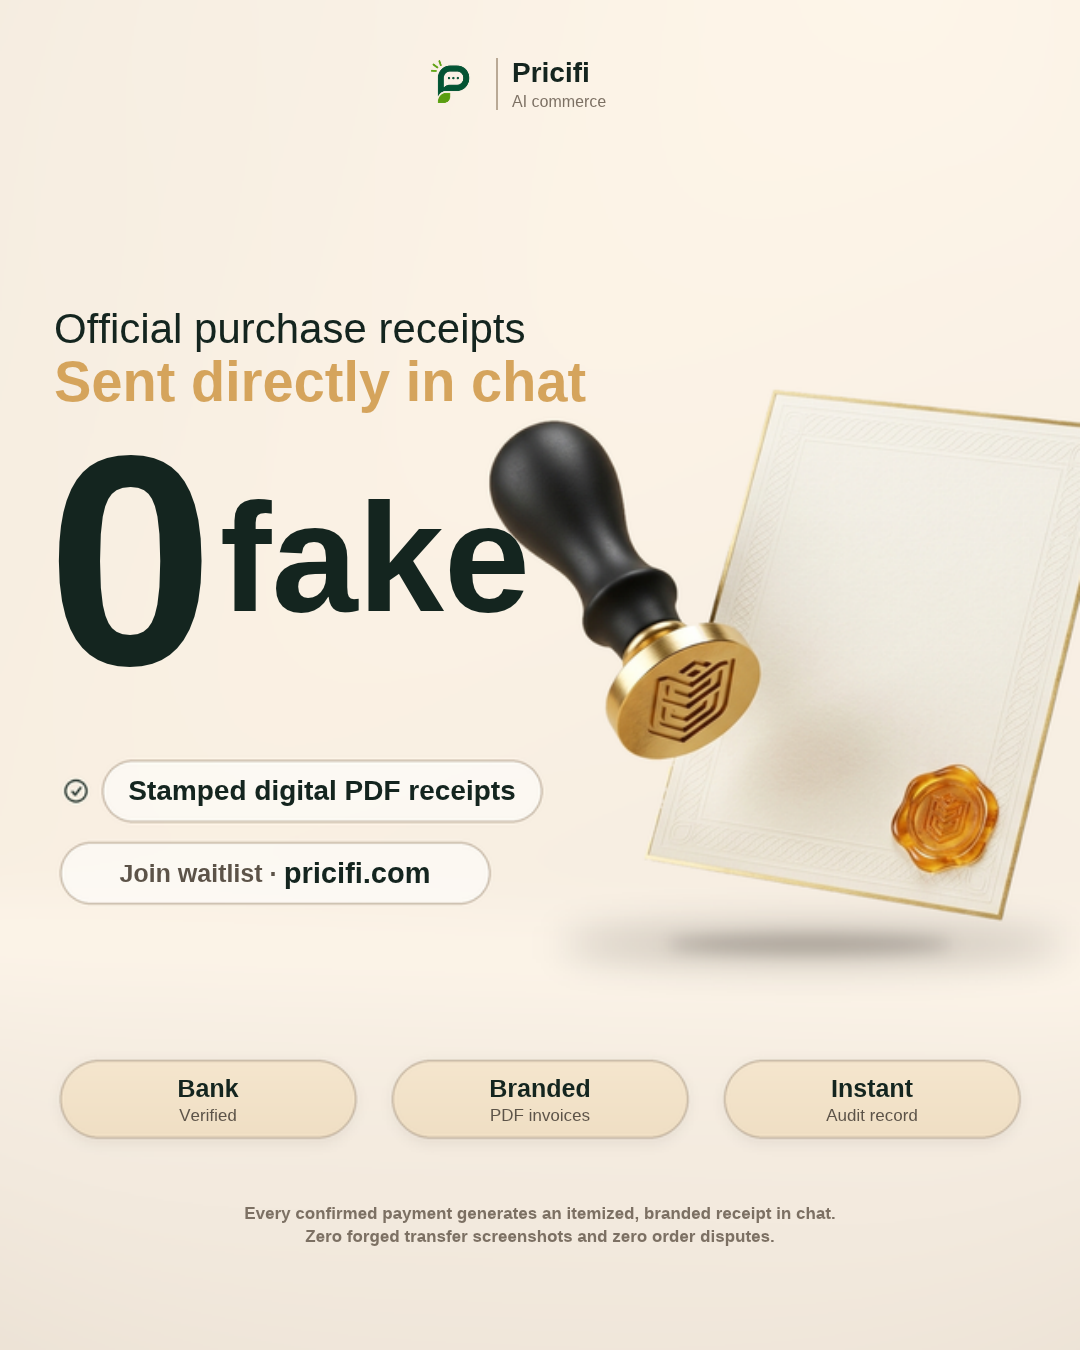 Pricifi
AI commerce
Official purchase receipts
Sent directly in chat
0 fake
Stamped digital PDF receipts
Join waitlist · pricifi.com
Bank
Verified
Branded
PDF invoices
Instant
Audit record
Every confirmed payment generates an itemized, branded receipt in chat.
Zero forged transfer screenshots and zero order disputes.